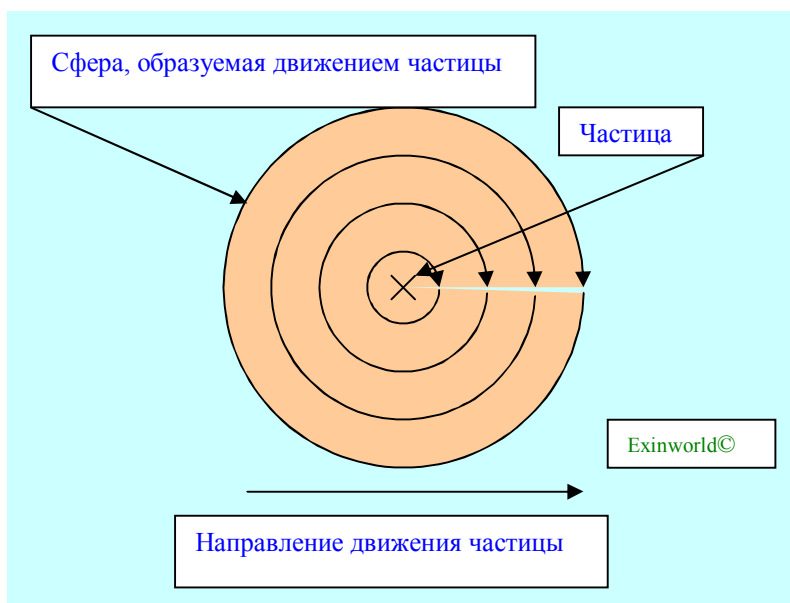 Сфера, образуемая движением частицы
Частица
Exinworld©
Направление движения частицы